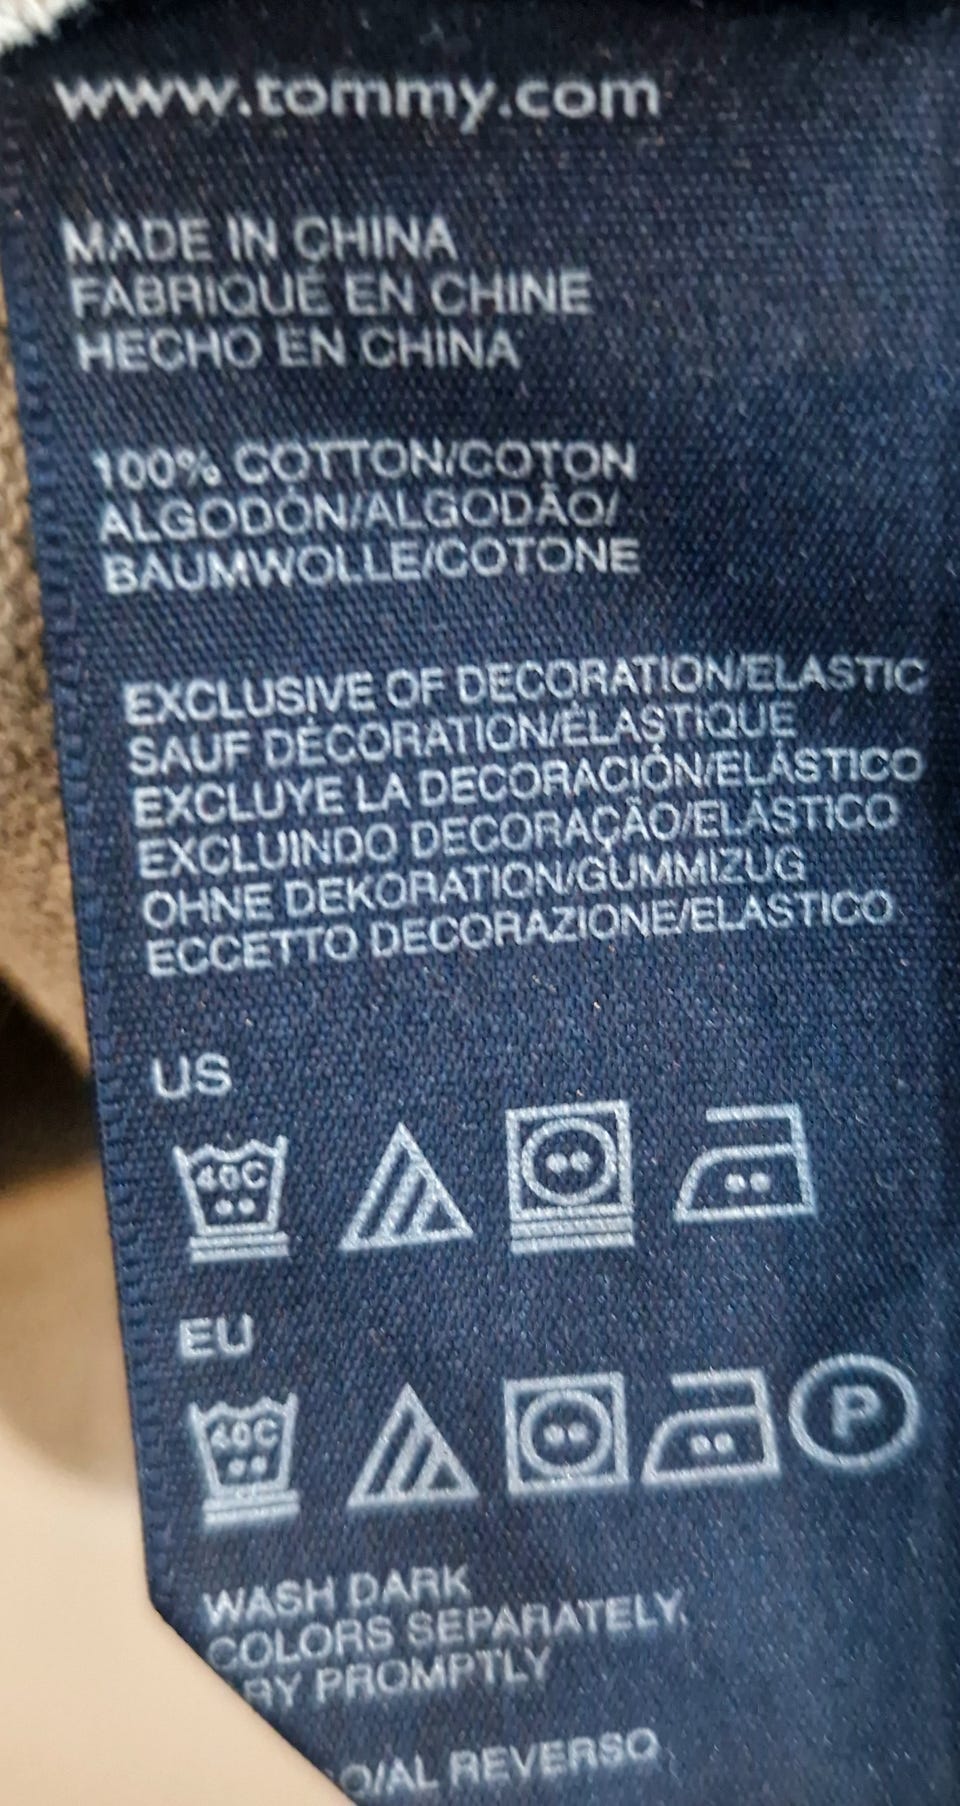 www.tommy.com
MADE IN CHINA
FABRIQUÉ EN CHINE
HECHO EN CHINA
100% COTTON/COTON
ALGODÓN/ALGODÃO/
BAUMWOLLE/COTONE
EXCLUSIVE OF DECORATION/ELASTIC
SAUF DÉCORATION/ÉLASTIQUE
EXCLUYE LA DECORACIÓN/ELÁSTICO
EXCLUINDO DECORAÇÃO/ELÁSTICO
OHNE DEKORATION/GUMMIZUG
ECCETTO DECORAZIONE/ELASTICO
US
40C
EU
40C P
WASH DARK
COLORS SEPARATELY.
RY PROMPTLY
O/AL REVERSO